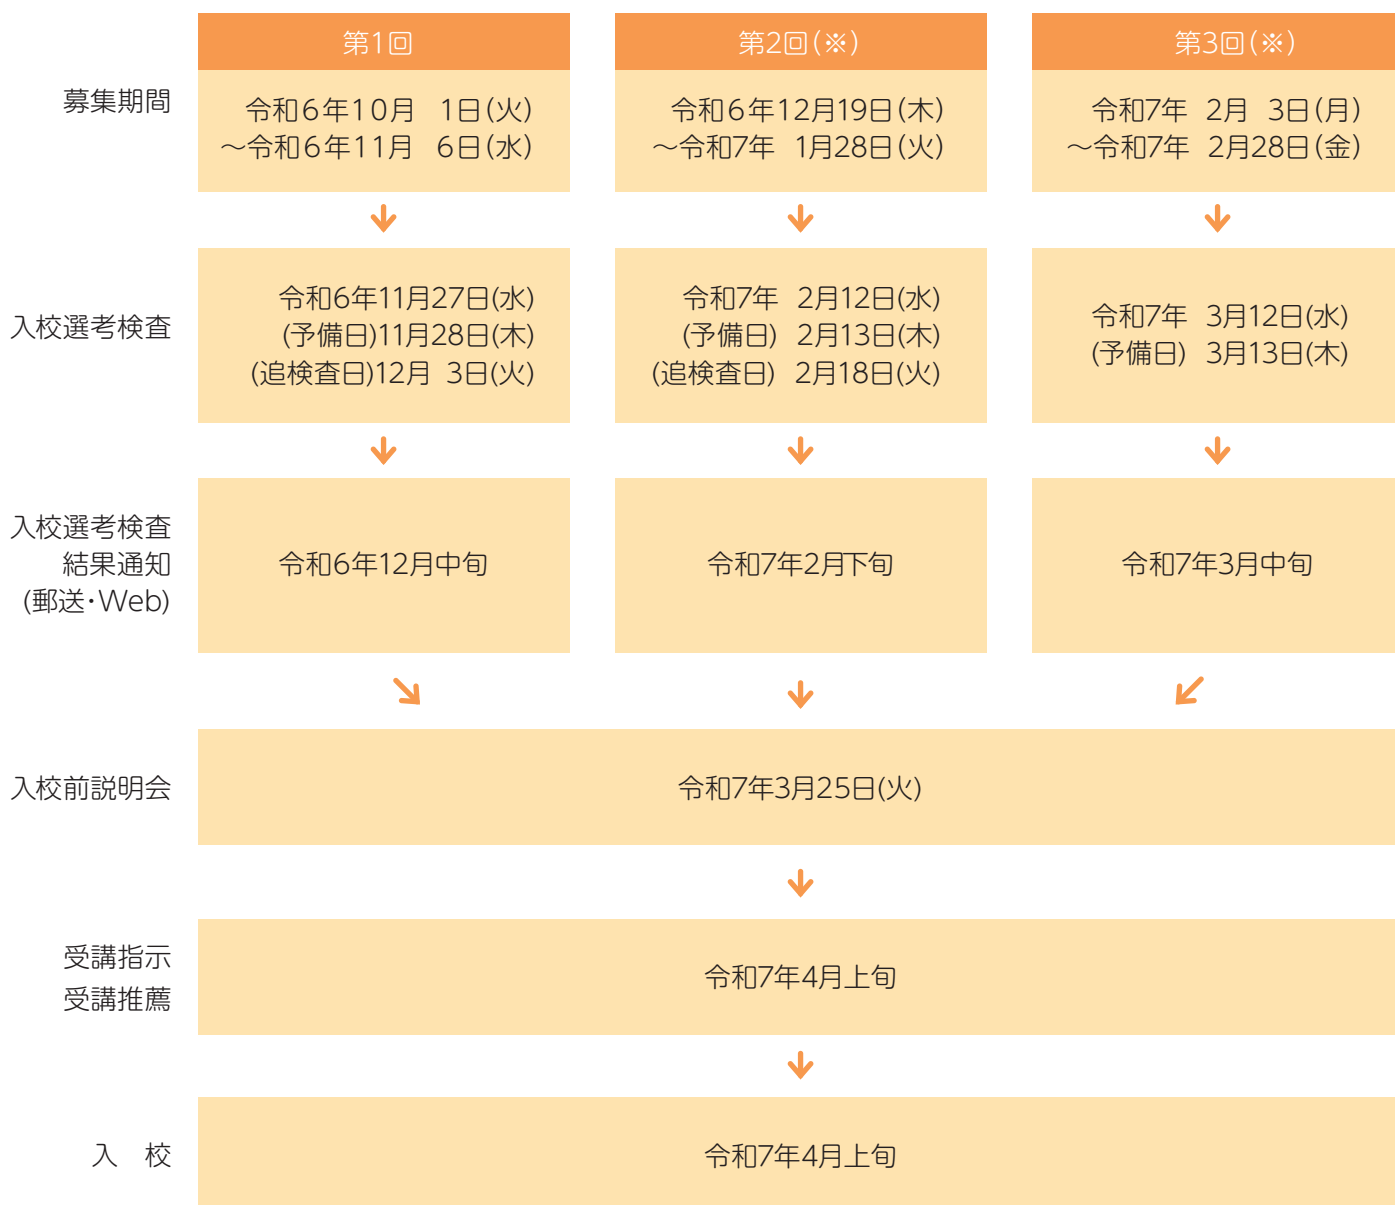 第1回
第2回(※)
第3回(※)
募集期間
令和6年10月 1日(火)
～令和6年11月 6日(水)
令和6年12月19日(木)
～令和7年 1月28日(火)
令和7年 2月 3日(月)
～令和7年 2月28日(金)
入校選考検査
令和6年11月27日(水)
(予備日)11月28日(木)
(追検査日)12月 3日(火)
令和7年 2月12日(水)
(予備日) 2月13日(木)
(追検査日) 2月18日(火)
令和7年 3月12日(水)
(予備日) 3月13日(木)
入校選考検査
結果通知
(郵送・Web)
令和6年12月中旬
令和7年2月下旬
令和7年3月中旬
入校前説明会
令和7年3月25日(火)
受講指示
受講推薦
令和7年4月上旬
入 校
令和7年4月上旬